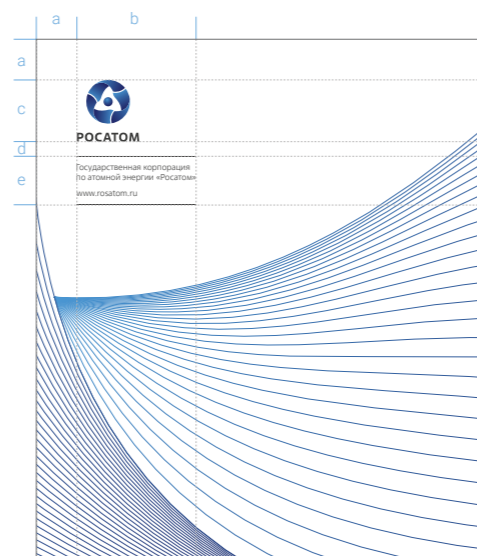 a b
a
c
РОСАТОМ
d
Государственная корпорация
по атомной энергии «Росатом»
e
www.rosatom.ru